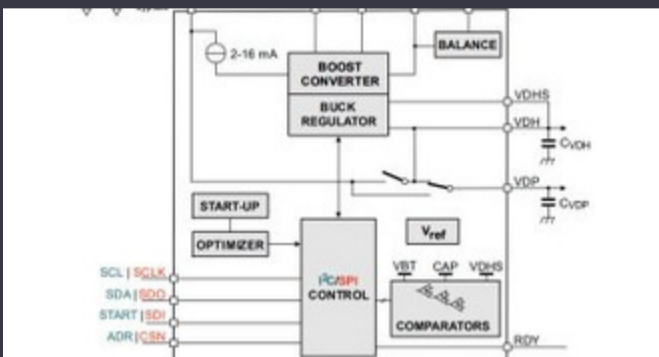 2-16 mA
BALANCE
BOOST
CONVERTER
BUCK
REGULATOR
VDHS
VDH
CVDH
VDP
CVDP
START-UP
OPTIMIZER
Vref
I²C/SPI
CONTROL
VBT CAP VDHS
COMPARATORS
SCL | SCLK
SDA | SDO
START | SDI
ADR | CSN
RDY